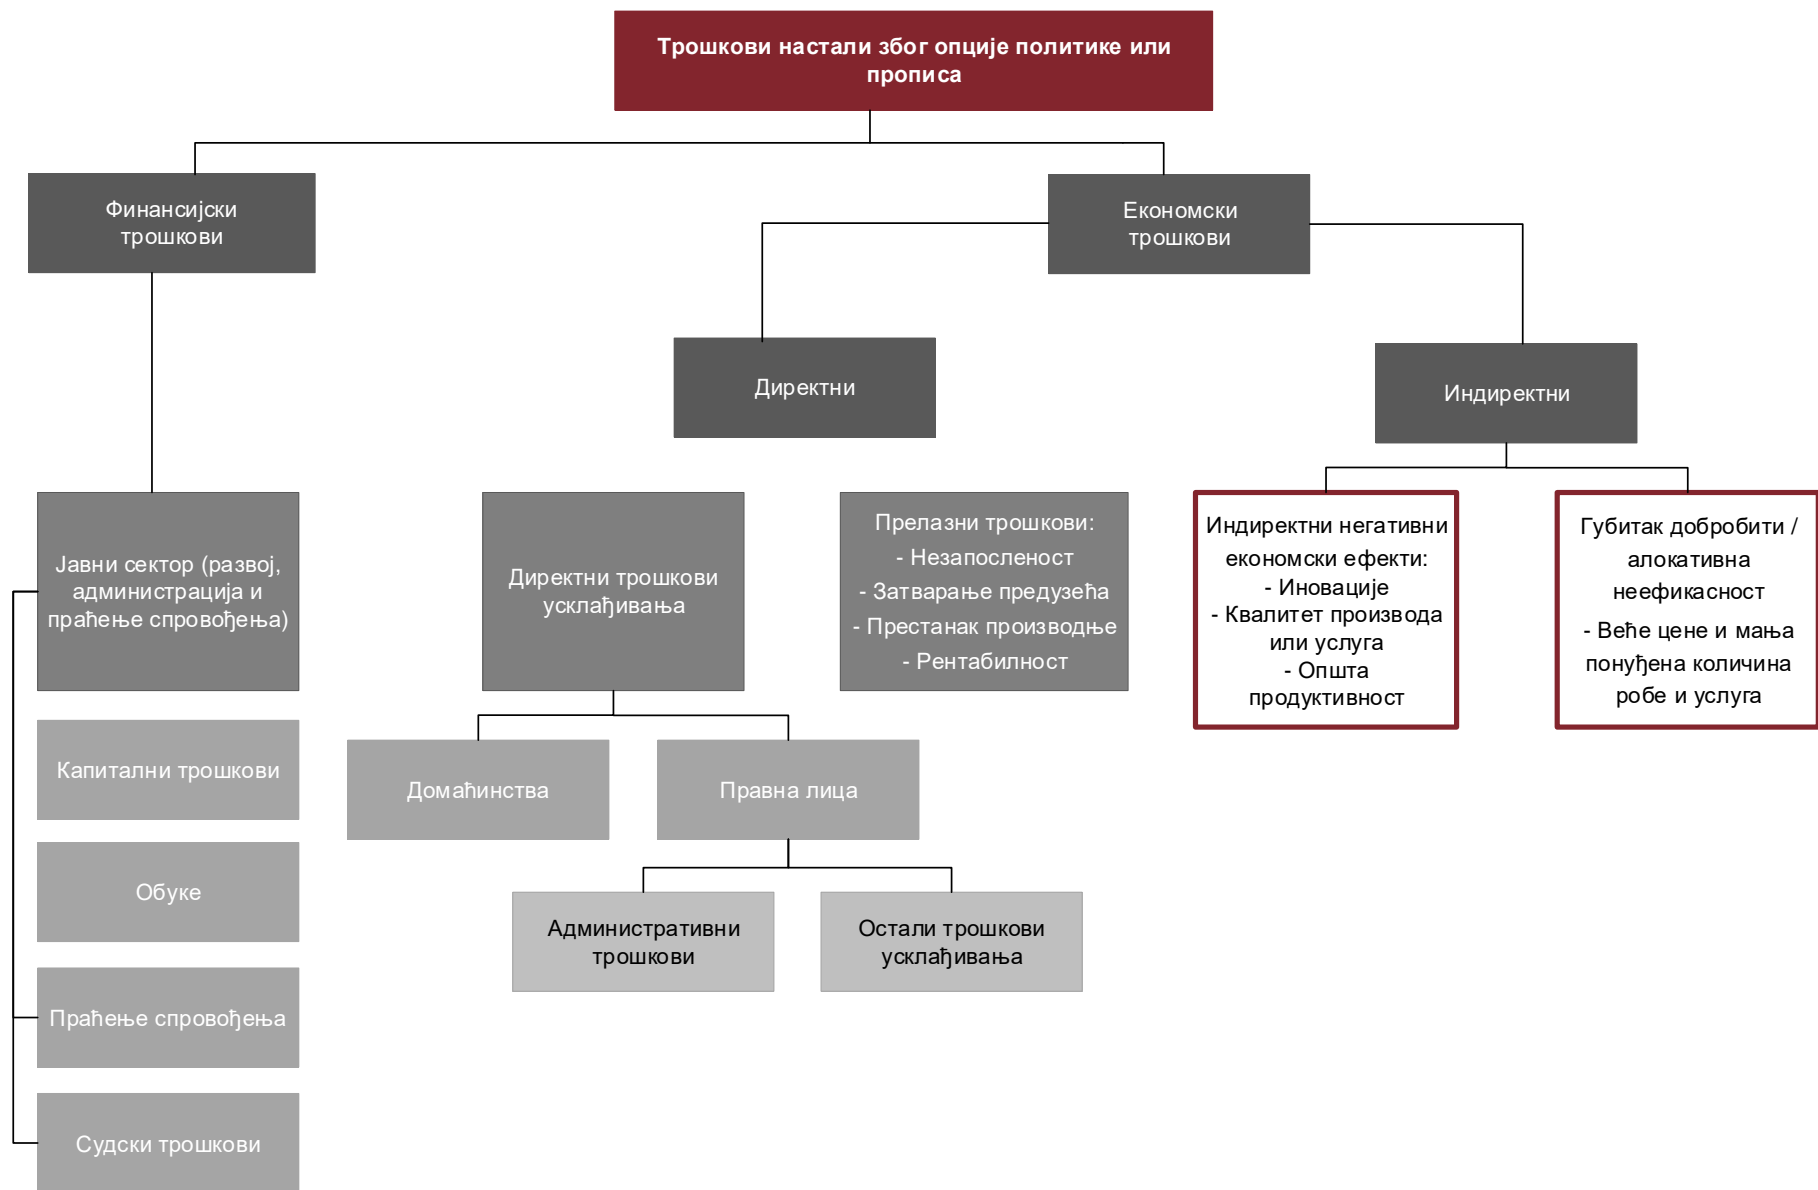 Трошкови настали због опције политике или
прописа
Финансијски
трошкови
Економски
трошкови
Директни
Индиректни
Јавни сектор (развој,
администрација и
праћење спровођења)
Директни трошкови
усклађивања
Прелазни трошкови:
- Незапосленост
- Затварање предузећа
- Престанак производње
- Рентабилност
Индиректни негативни
економски ефекти:
- Иновације
- Квалитет производа
или услуга
- Општа
продуктивност
Губитак добробити /
алокативна
неефикасност
- Веће цене и мања
понуђена количина
робе и услуга
Капитални трошкови
Домаћинства
Правна лица
Обуке
Административни
трошкови
Остали трошкови
усклађивања
Праћење спровођења
Судски трошкови